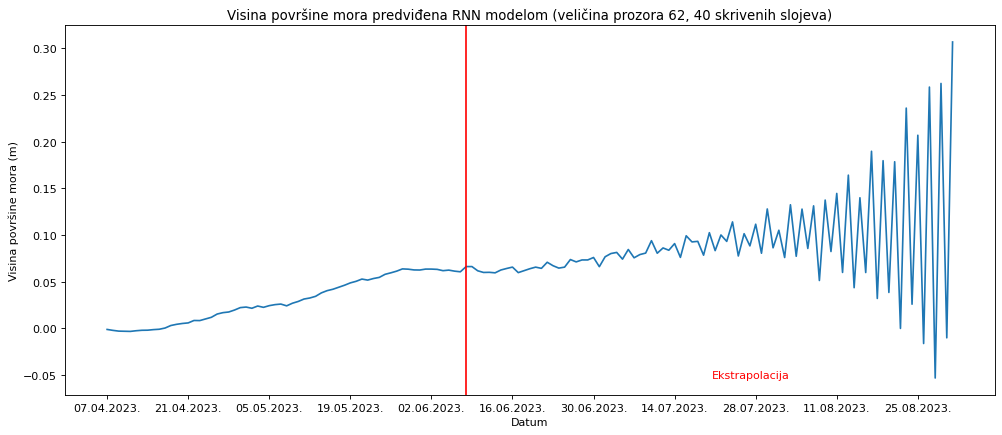 Visina površine mora predviđena RNN modelom (veličina prozora 62, 40 skrivenih slojeva)
Visina površine mora (m)
0.30
0.25
0.20
0.15
0.10
0.05
0.00
−0.05
Ekstrapolacija
07.04.2023. 21.04.2023. 05.05.2023. 19.05.2023. 02.06.2023. 16.06.2023. 30.06.2023. 14.07.2023. 28.07.2023. 11.08.2023. 25.08.2023.
Datum